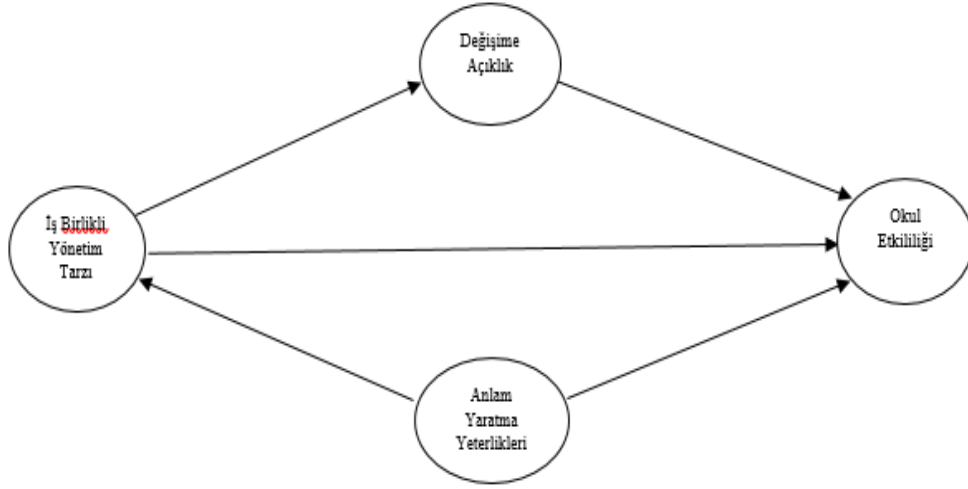 Değişime
Açıklık
İş Birlikli
Yönetim
Tarzı
Okul
Etkililiği
Anlam
Yaratma
Yeterlikleri